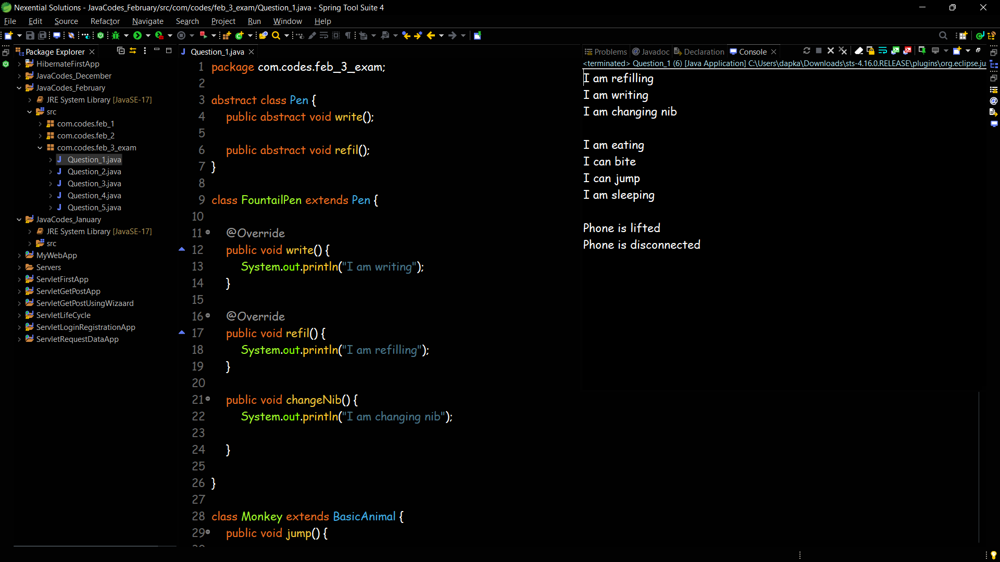 Nexential Solutions - JavaCodes_February/src/com/codes/feb_3_exam/Question_1.java - Spring Tool Suite 4
File Edit Source Refactor Navigate Search Project Run Window Help
Package Explorer
HibernateFirstApp
JavaCodes_December
JavaCodes_February
JRE System Library [JavaSE-17]
src
com.codes.feb_1
com.codes.feb_2
com.codes.feb_3_exam
Question_1.java
Question_2.java
Question_3.java
Question_4.java
Question_5.java
JavaCodes_January
JRE System Library [JavaSE-17]
src
MyWebApp
Servers
ServletFirstApp
ServletGetPostApp
ServletGetPostUsingWizaard
ServletLifeCycle
ServletLoginRegistrationApp
ServletRequestDataApp
Question_1.java
1 package com.codes.feb_3_exam;
2
3 abstract class Pen {
4 public abstract void write();
5
6 public abstract void refil();
7 }
8
9 class FountailPen extends Pen {
10
11 @Override
12 public void write() {
13 System.out.println("I am writing");
14 }
15
16 @Override
17 public void refil() {
18 System.out.println("I am refilling");
19 }
20
21 public void changeNib() {
22 System.out.println("I am changing nib");
23
24 }
25
26 }
27
28 class Monkey extends BasicAnimal {
29 public void jump() {
Problems Javadoc Declaration Console
<terminated> Question_1 (6) [Java Application] C:\Users\dapka\Downloads\sts-4.16.0.RELEASE\plugins\org.eclipse.ju
I am refilling
I am writing
I am changing nib
I am eating
I can bite
I can jump
I am sleeping
Phone is lifted
Phone is disconnected